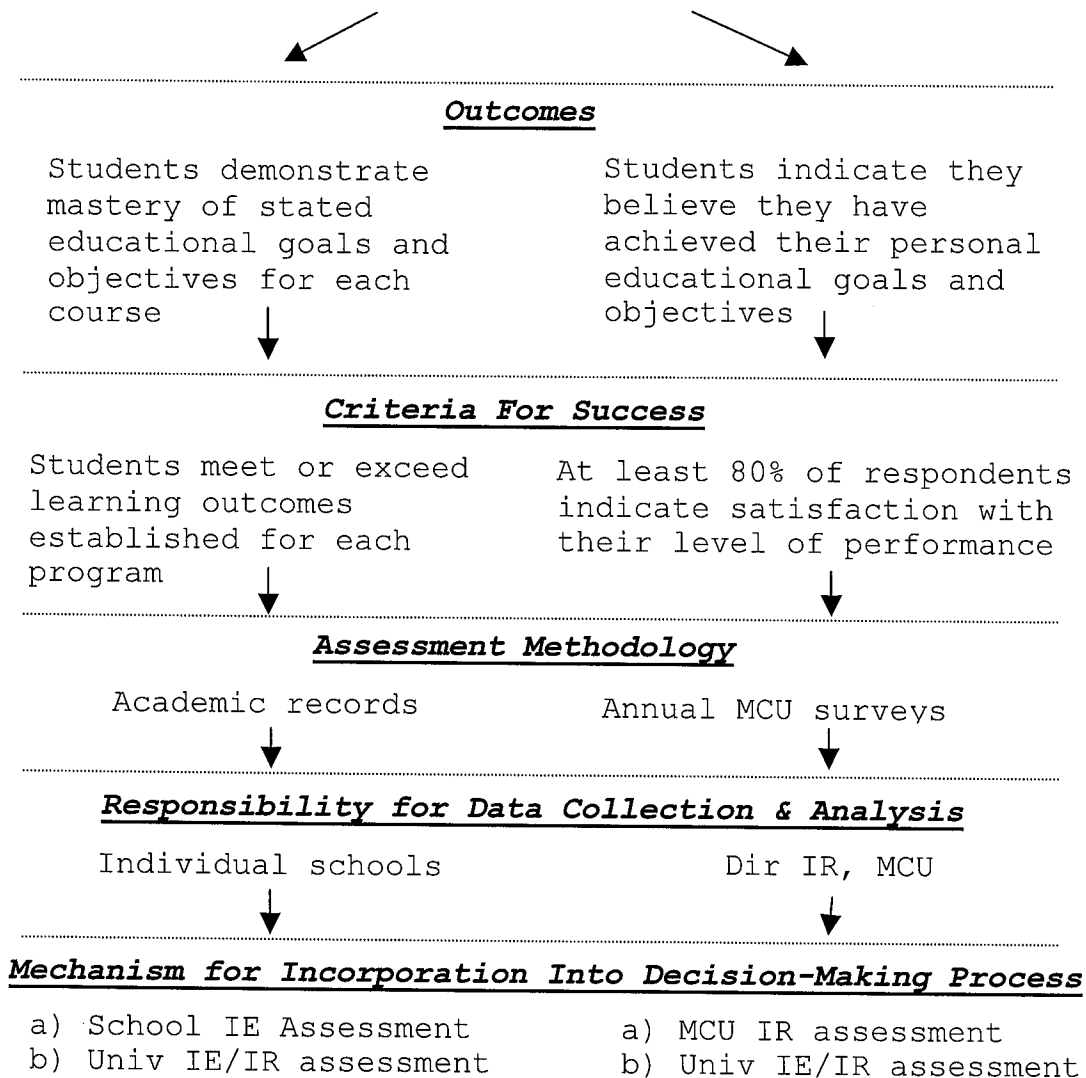 Outcomes
Students demonstrate
mastery of stated
educational goals and
objectives for each
course
Students indicate they
believe they have
achieved their personal
educational goals and
objectives
Criteria For Success
Students meet or exceed
learning outcomes
established for each
program
At least 80% of respondents
indicate satisfaction with
their level of performance
Assessment Methodology
Academic records
Annual MCU surveys
Responsibility for Data Collection & Analysis
Individual schools
Dir IR, MCU
Mechanism for Incorporation Into Decision-Making Process
a) School IE Assessment
b) Univ IE/IR assessment
a) MCU IR assessment
b) Univ IE/IR assessment